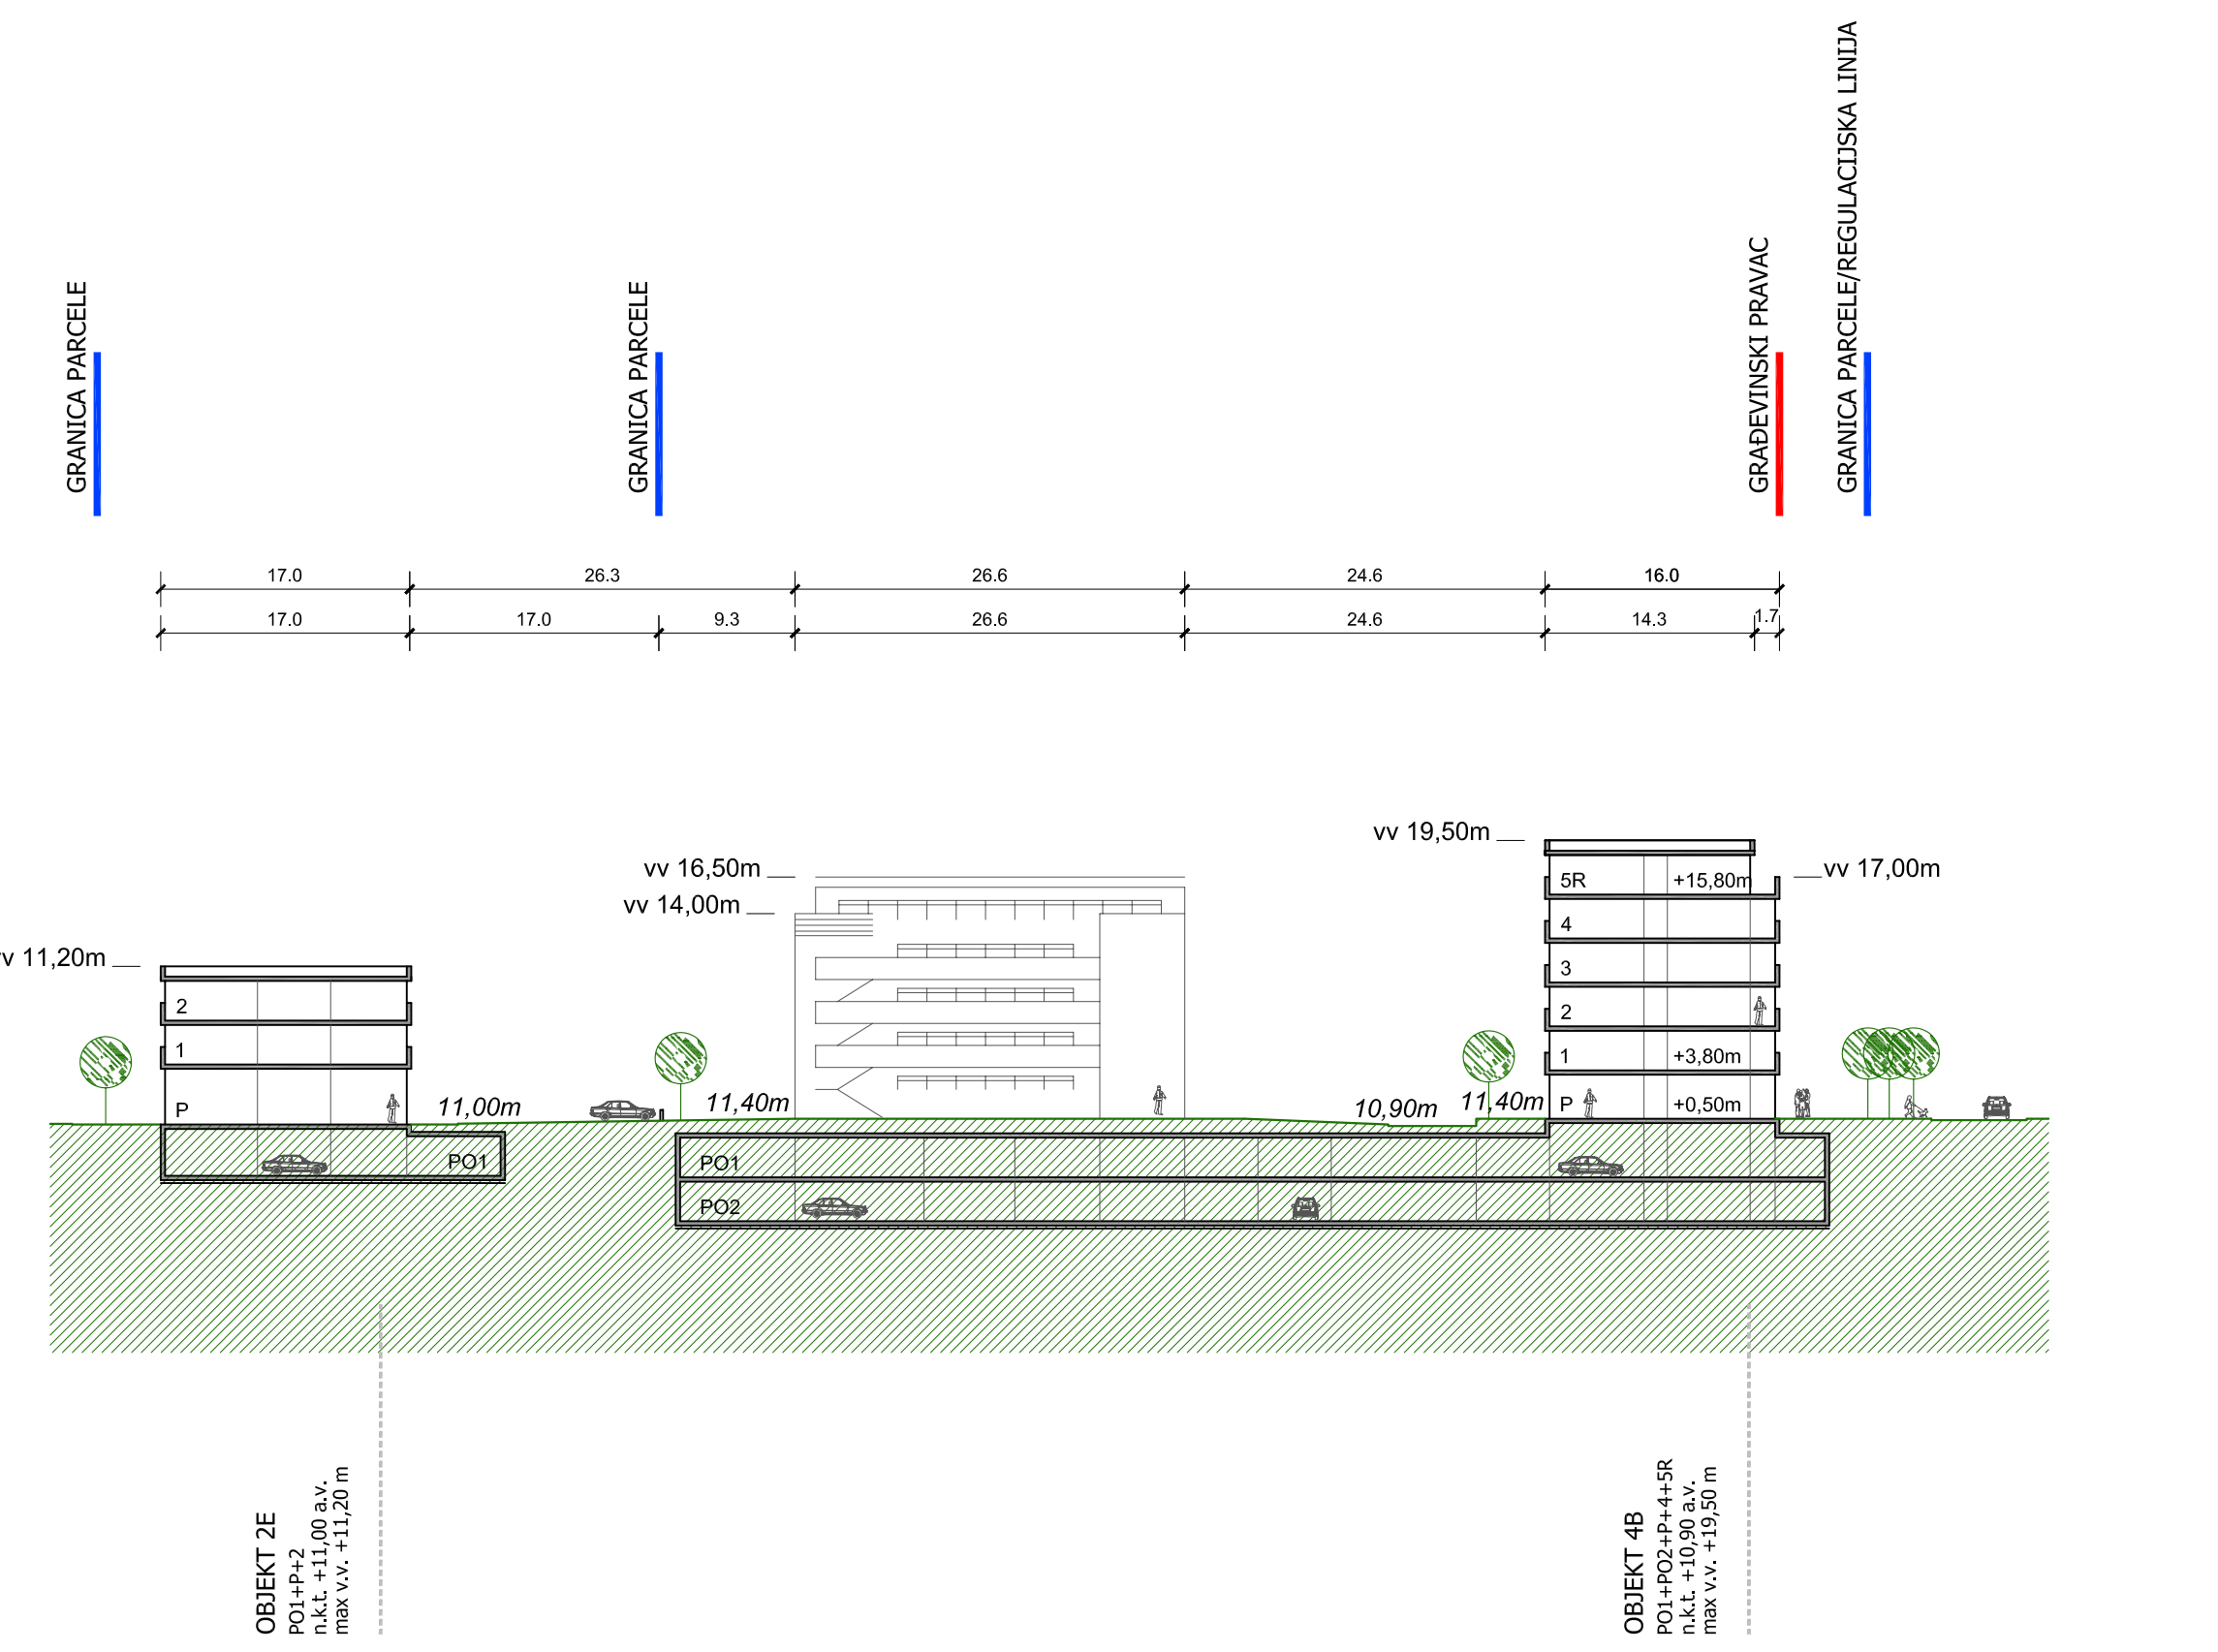 GRANICA PARCELE
GRANICA PARCELE
GRAĐEVINSKI PRAVAC
GRANICA PARCELE/REGULACIJSKA LINIJA
17.0 26.3 26.6 24.6 16.0
17.0 17.0 9.3 26.6 24.6 14.3 1.7
vv 19,50m
vv 16,50m
vv 17,00m
vv 14,00m
vv 11,20m
5R +15,80m
4
3
2
1 +3,80m
P +0,50m
2
1
P
11,00m
11,40m
10,90m
11,40m
PO1
PO1
PO2
OBJEKT 2E
PO1+P+2
n.k.t. +11,00 a.v.
max v.v. +11,20 m
OBJEKT 4B
PO1+PO2+P+4+5R
n.k.t. +10,90 a.v.
max v.v. +19,50 m